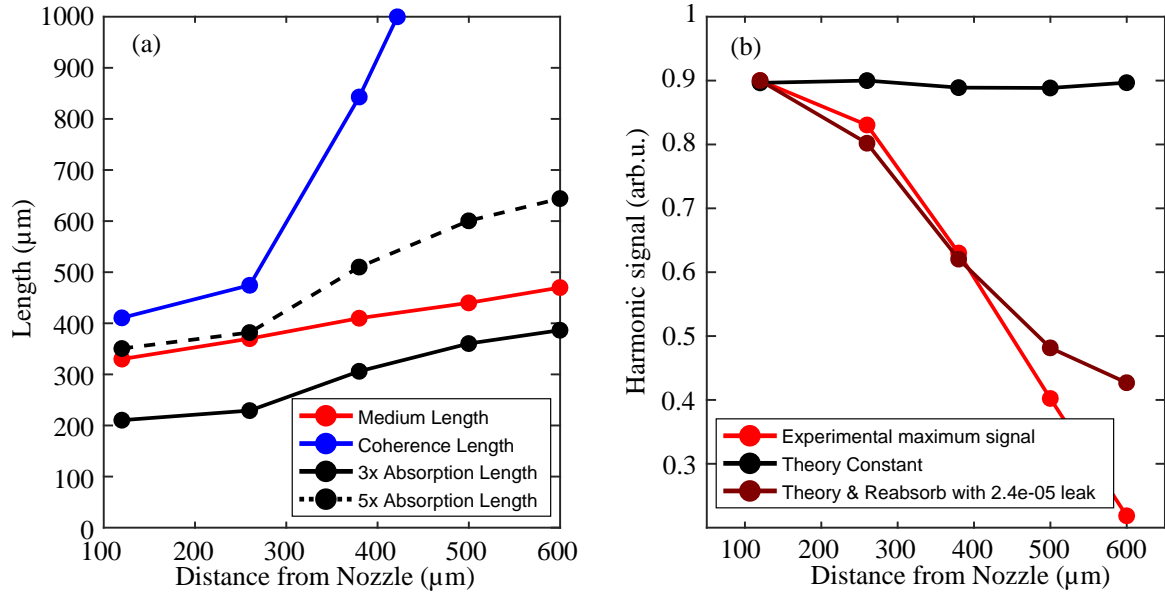 (a)
1000
900
800
700
600
500
400
300
200
100
0
100
200
300
400
500
600
Length (µm)
Distance from Nozzle (µm)
Medium Length
Coherence Length
3x Absorption Length
5x Absorption Length
(b)
1
0.9
0.8
0.7
0.6
0.5
0.4
0.3
100
200
300
400
500
600
Harmonic signal (arb.u.)
Distance from Nozzle (µm)
Experimental maximum signal
Theory Constant
Theory & Reabsorb with 2.4e-05 leak